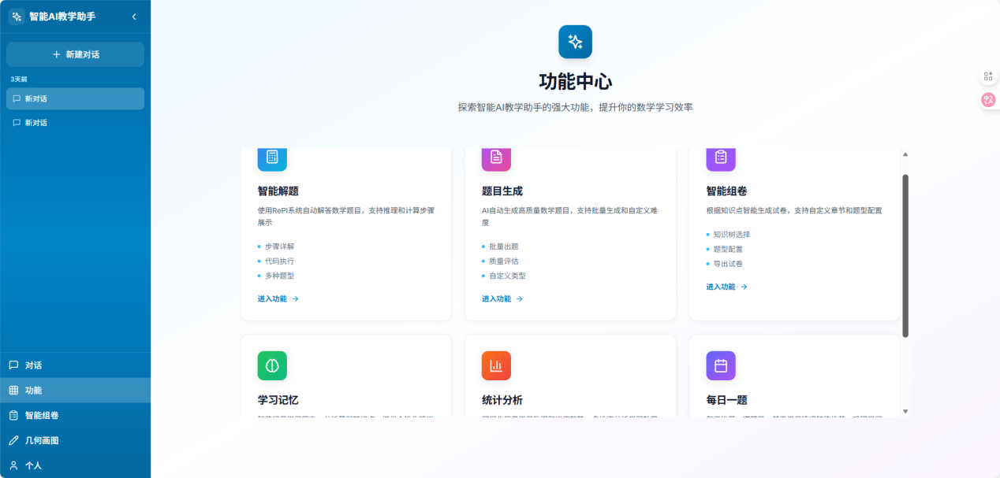 智能AI教学助手
新建对话
3天前
新对话
新对话
对话
功能
智能组卷
几何画图
个人
功能中心
探索智能AI教学助手的强大功能，提升你的数学学习效率
智能解题
使用RePI系统自动解答数学题目，支持推理和计算步骤
展示
步骤详解
代码执行
多种题型
进入功能
题目生成
AI自动生成高质量数学题目，支持批量生成和自定义难
度
批量出题
质量评估
自定义类型
进入功能
智能组卷
根据知识点智能生成试卷，支持自定义章节和题型配置
知识树选择
题型配置
导出试卷
进入功能
学习记忆
统计分析
每日一题